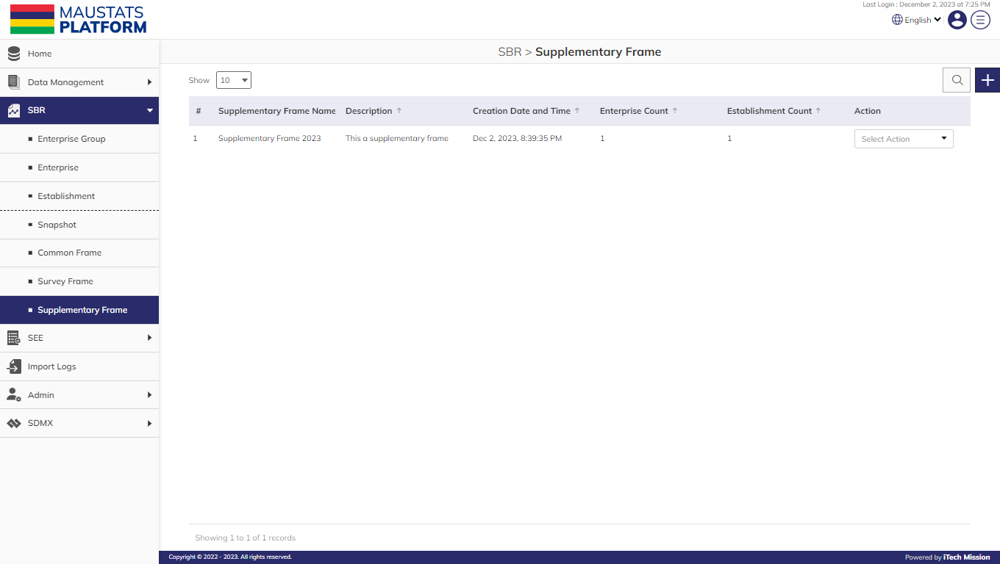 MAUSTATS
PLATFORM
Last Login : December 2, 2023 at 7:25 PM
English
Home
Data Management
SBR
Enterprise Group
Enterprise
Establishment
Snapshot
Common Frame
Survey Frame
Supplementary Frame
SEE
Import Logs
Admin
SDMX
SBR > Supplementary Frame
Show 10
# Supplementary Frame Name Description Creation Date and Time Enterprise Count Establishment Count Action
1 Supplementary Frame 2023 This a supplementary frame Dec 2, 2023, 8:39:35 PM 1 1 Select Action
Showing 1 to 1 of 1 records
Copyright © 2022 - 2023. All rights reserved. Powered by iTech Mission